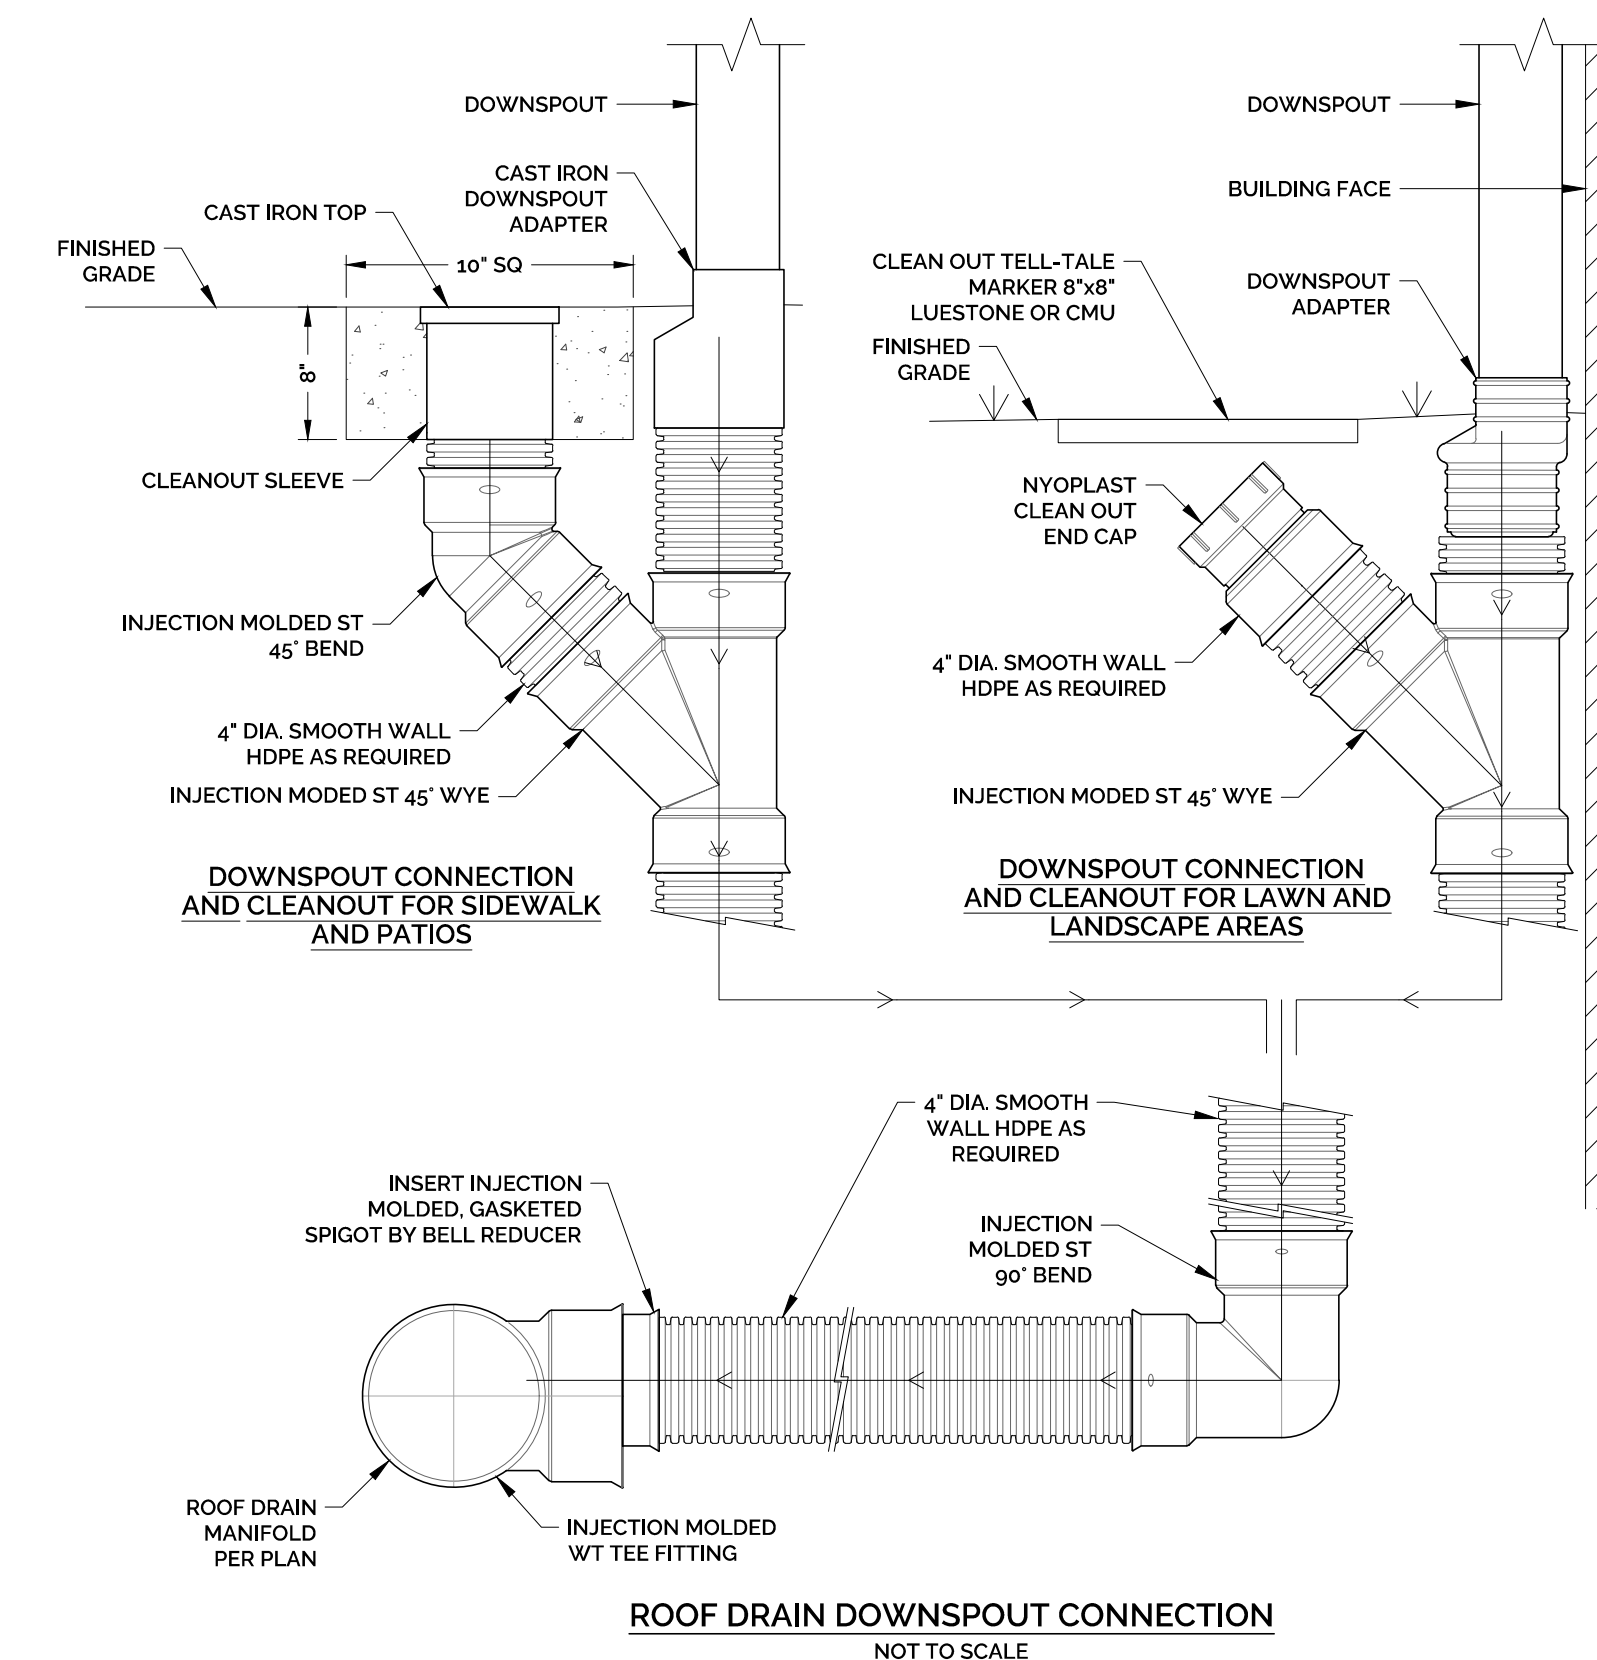 DOWNSPOUT
CAST IRON
DOWNSPOUT
ADAPTER
CAST IRON TOP
FINISHED
GRADE
10" SQ
8"
CLEANOUT SLEEVE
INJECTION MOLDED ST
45° BEND
4" DIA. SMOOTH WALL
HDPE AS REQUIRED
INJECTION MODED ST 45° WYE
DOWNSPOUT CONNECTION
AND CLEANOUT FOR SIDEWALK
AND PATIOS
DOWNSPOUT
BUILDING FACE
CLEAN OUT TELL-TALE
MARKER 8"x8"
LUESTONE OR CMU
DOWNSPOUT
ADAPTER
FINISHED
GRADE
NYOPLAST
CLEAN OUT
END CAP
4" DIA. SMOOTH WALL
HDPE AS REQUIRED
INJECTION MODED ST 45° WYE
DOWNSPOUT CONNECTION
AND CLEANOUT FOR LAWN AND
LANDSCAPE AREAS
4" DIA. SMOOTH
WALL HDPE AS
REQUIRED
INSERT INJECTION
MOLDED, GASKETED
SPIGOT BY BELL REDUCER
INJECTION
MOLDED ST
90° BEND
ROOF DRAIN
MANIFOLD
PER PLAN
INJECTION MOLDED
WT TEE FITTING
ROOF DRAIN DOWNSPOUT CONNECTION
NOT TO SCALE